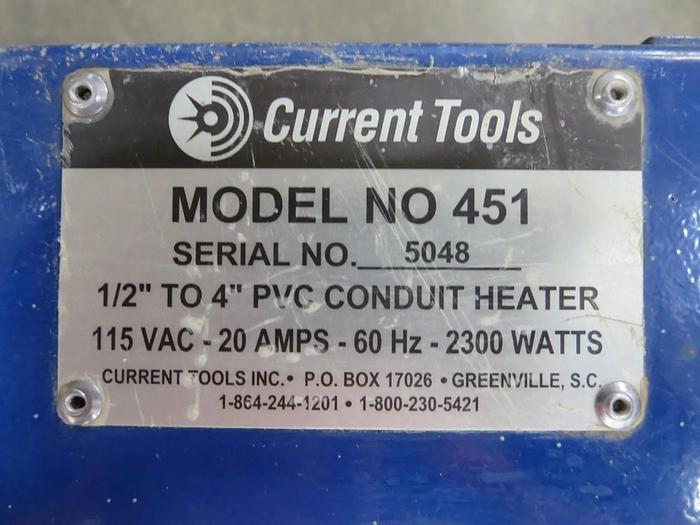 Current Tools
MODEL NO 451
SERIAL NO. 5048
1/2" TO 4" PVC CONDUIT HEATER
115 VAC - 20 AMPS - 60 Hz - 2300 WATTS
CURRENT TOOLS INC. • P.O. BOX 17026 • GREENVILLE, S.C.
1-864-244-1201 • 1-800-230-5421